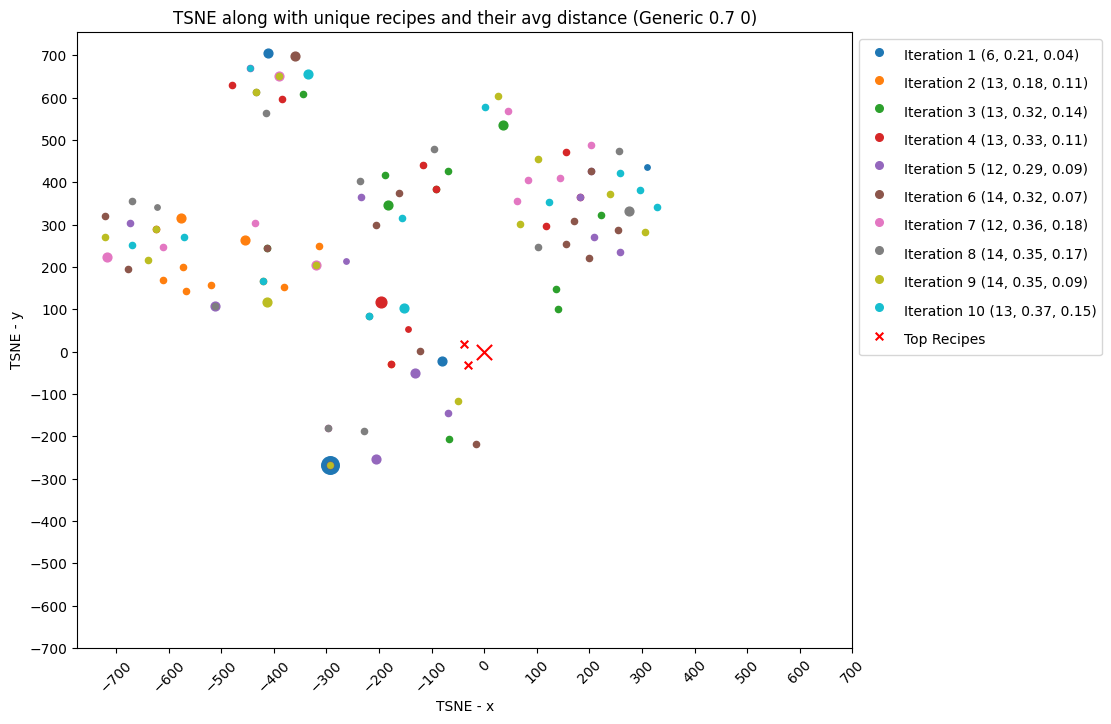 TSNE along with unique recipes and their avg distance (Generic 0.7 0)
TSNE - y
700
600
500
400
300
200
100
0
−100
−200
−300
−400
−500
−600
−700
−700
−600
−500
−400
−300
−200
−100
0
100
200
300
400
500
600
700
TSNE - x
Iteration 1 (6, 0.21, 0.04)
Iteration 2 (13, 0.18, 0.11)
Iteration 3 (13, 0.32, 0.14)
Iteration 4 (13, 0.33, 0.11)
Iteration 5 (12, 0.29, 0.09)
Iteration 6 (14, 0.32, 0.07)
Iteration 7 (12, 0.36, 0.18)
Iteration 8 (14, 0.35, 0.17)
Iteration 9 (14, 0.35, 0.09)
Iteration 10 (13, 0.37, 0.15)
Top Recipes